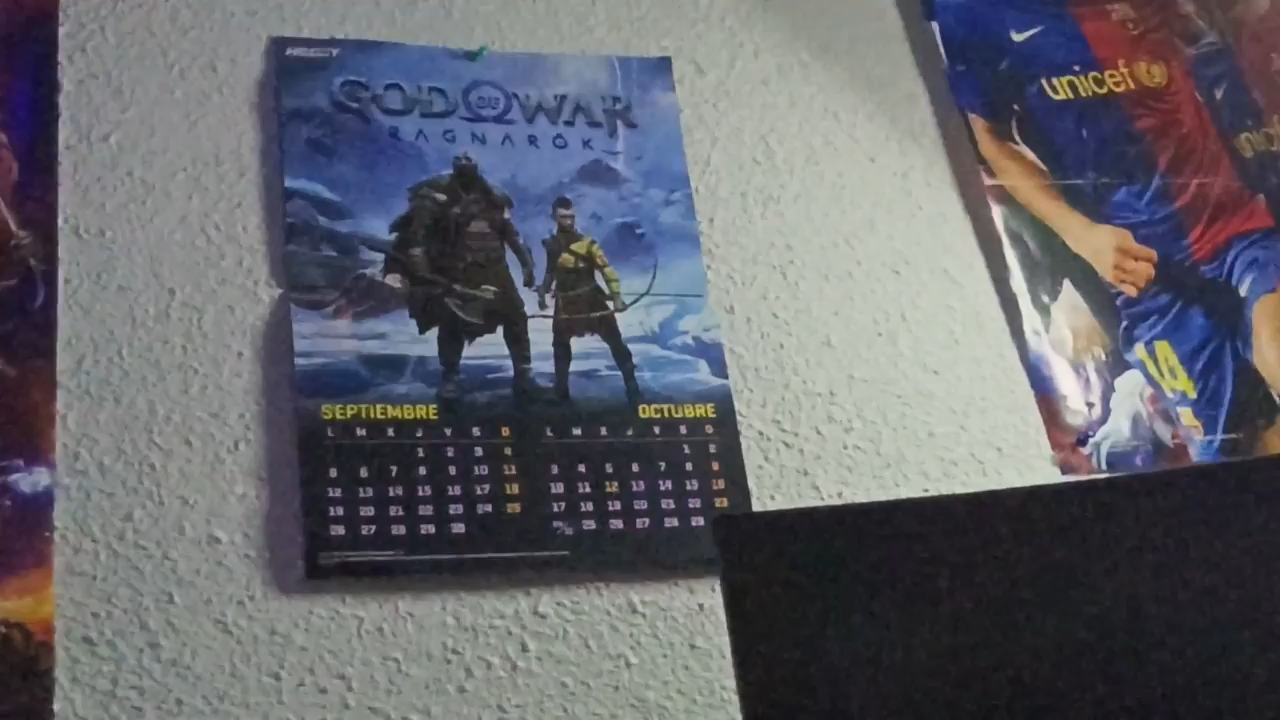 GOD OF WAR
RAGNARÖK
SEPTIEMBRE
L M X J V S D
1 2 3 4
5 6 7 8 9 10 11
12 13 14 15 16 17 18
19 20 21 22 23 24 25
26 27 28 29 30
OCTUBRE
L M X J V S D
1 2
3 4 5 6 7 8 9
10 11 12 13 14 15 16
17 18 19 20 21 22 23
25 26 27 28 29
unicef
unicef
14